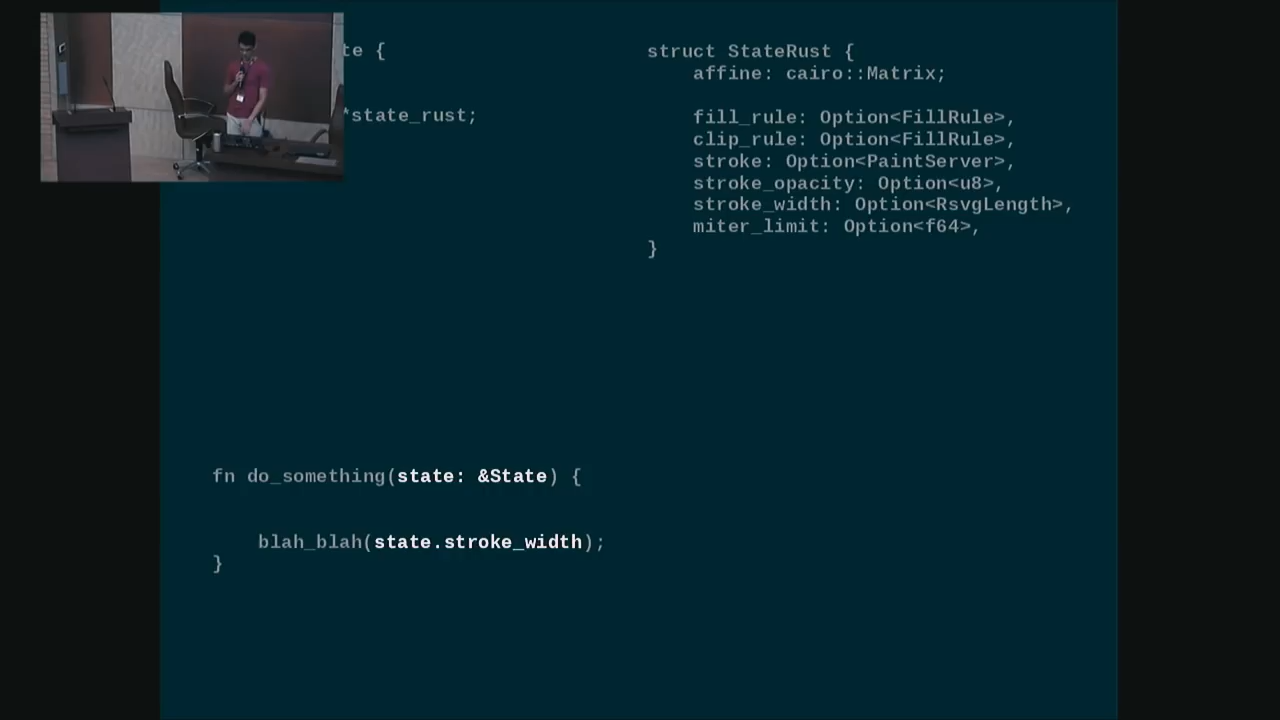 te {
*state_rust;
struct StateRust {
affine: cairo::Matrix;
fill_rule: Option<FillRule>,
clip_rule: Option<FillRule>,
stroke: Option<PaintServer>,
stroke_opacity: Option<u8>,
stroke_width: Option<RsvgLength>,
miter_limit: Option<f64>,
}
fn do_something(state: &State) {
blah_blah(state.stroke_width);
}